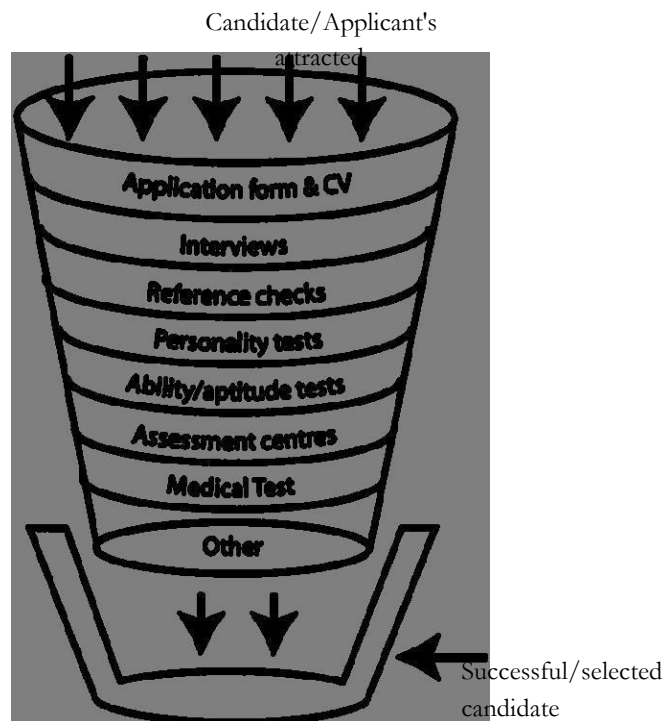 Candidate/Applicant's
attracted
Application form & CV
Interviews
Reference checks
Personality tests
Ability/aptitude tests
Assessment centres
Medical Test
Other
Successful/selected
candidate